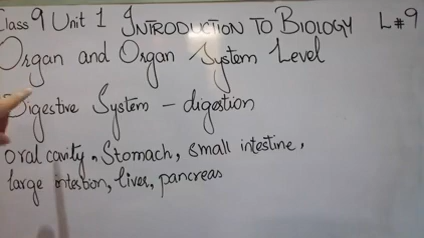 Class 9 Unit 1 INTRODUCTION TO BIOLOGY L#9
Organ and Organ System Level
Digestive System – digestion
oral cavity, Stomach, small intestine,
large intestion, liver, pancreas